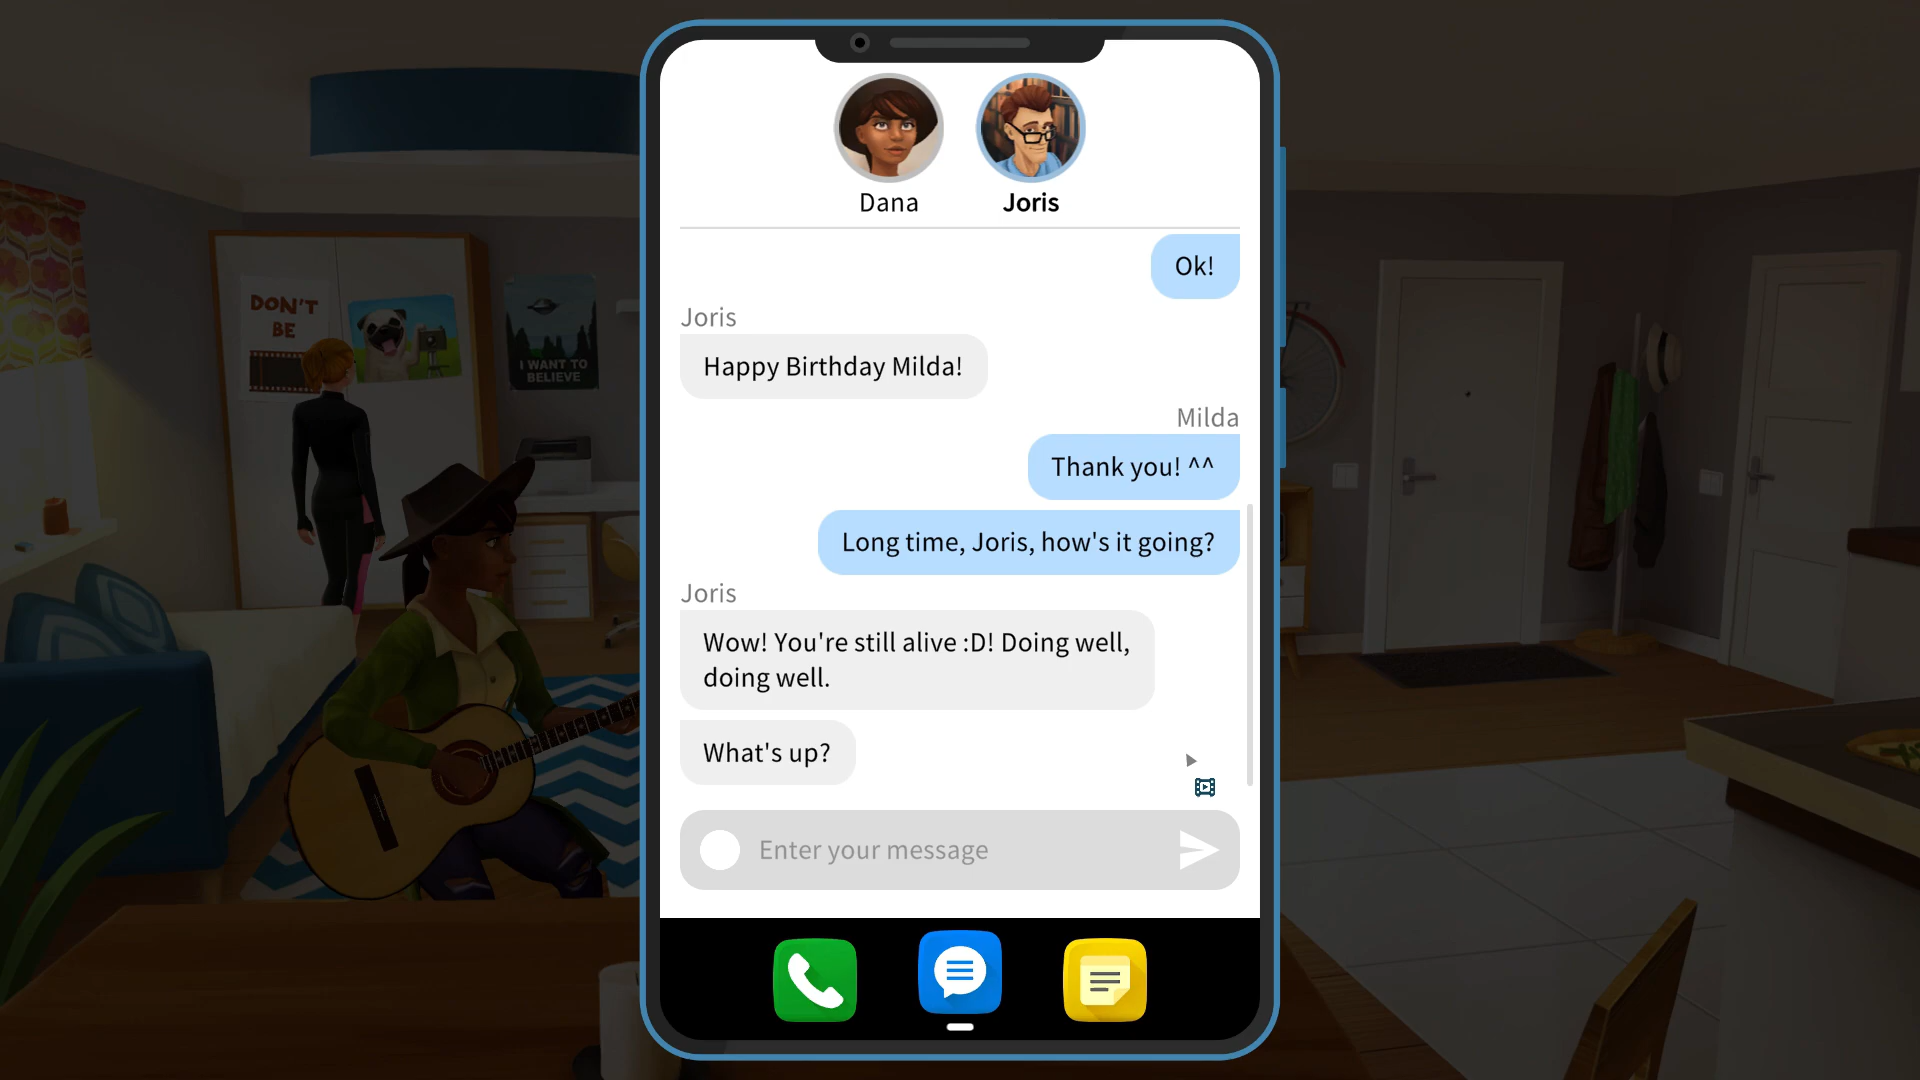 Dana
Joris
Ok!
Joris
Happy Birthday Milda!
Milda
Thank you! ^^
Long time, Joris, how's it going?
Joris
Wow! You're still alive :D! Doing well,
doing well.
What's up?
Enter your message
DON'T
BE
I WANT TO
BELIEVE